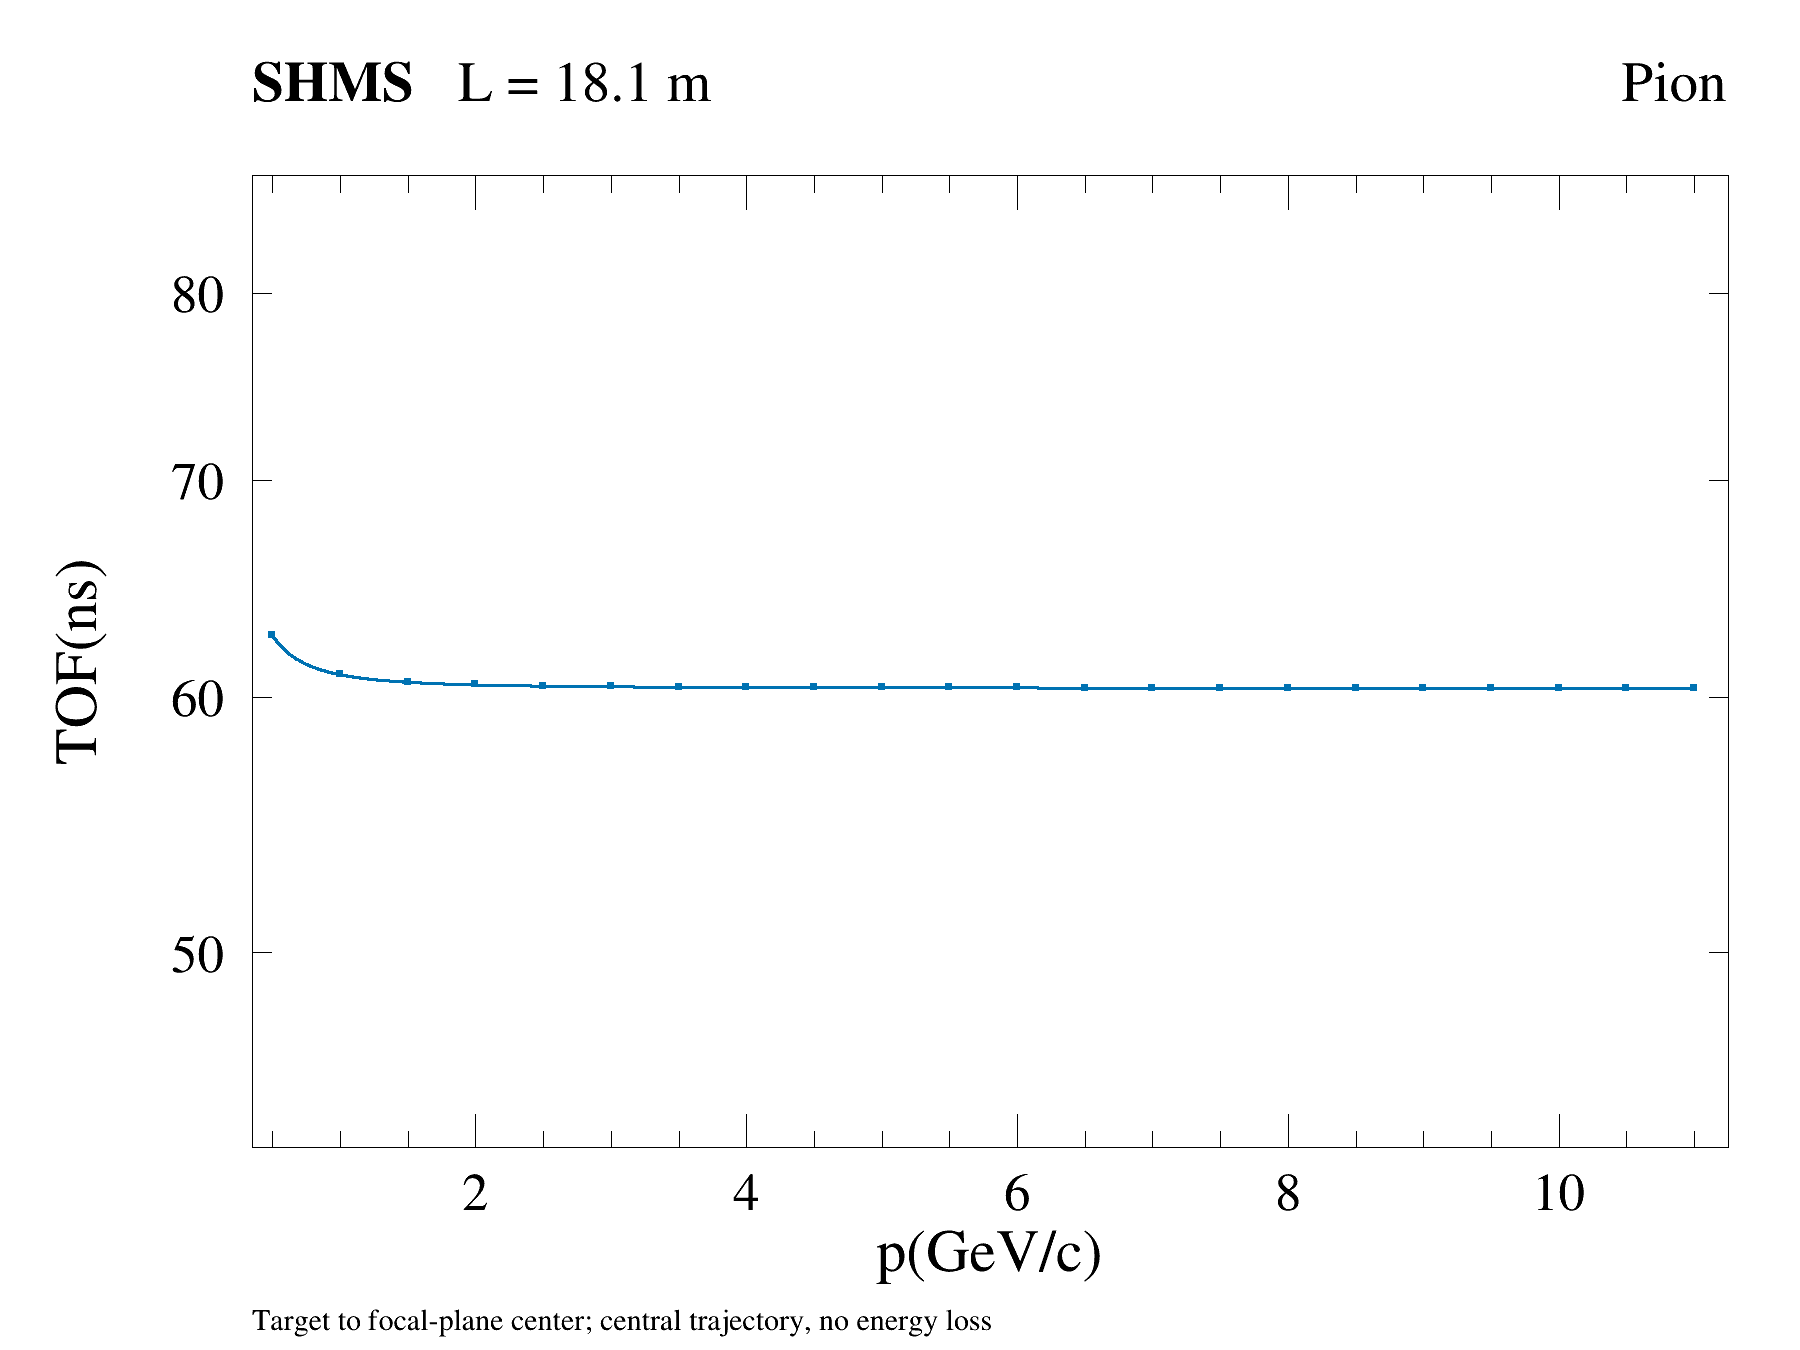 SHMS L = 18.1 m
Pion
80
70
60
50
TOF(ns)
2 4 6 8 10
p(GeV/c)
Target to focal-plane center; central trajectory, no energy loss